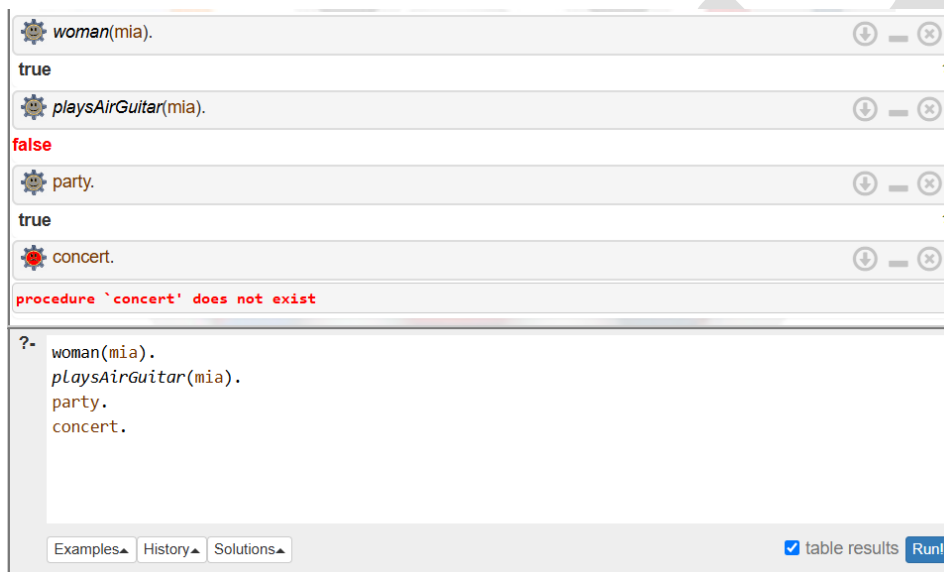 woman(mia).
true
playsAirGuitar(mia).
false
party.
true
concert.
procedure `concert' does not exist
?- woman(mia).
playsAirGuitar(mia).
party.
concert.
Examples▴ History▴ Solutions▴ table results Run!